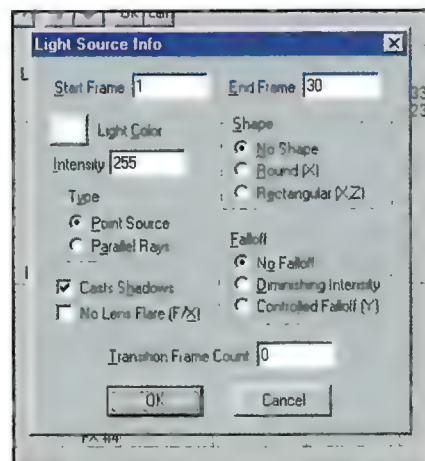 OK Can
Light Source Info
Start Frame 1
End Frame 30
Light Color
Intensity 255
Type
Point Source
Parallel Rays
Casts Shadows
No Lens Flare (F/X)
Shape
No Shape
Round (X)
Rectangular (X,Z)
Falloff
No Falloff
Diminishing Intensity
Controlled Falloff (Y)
Transition Frame Count 0
OK
Cancel